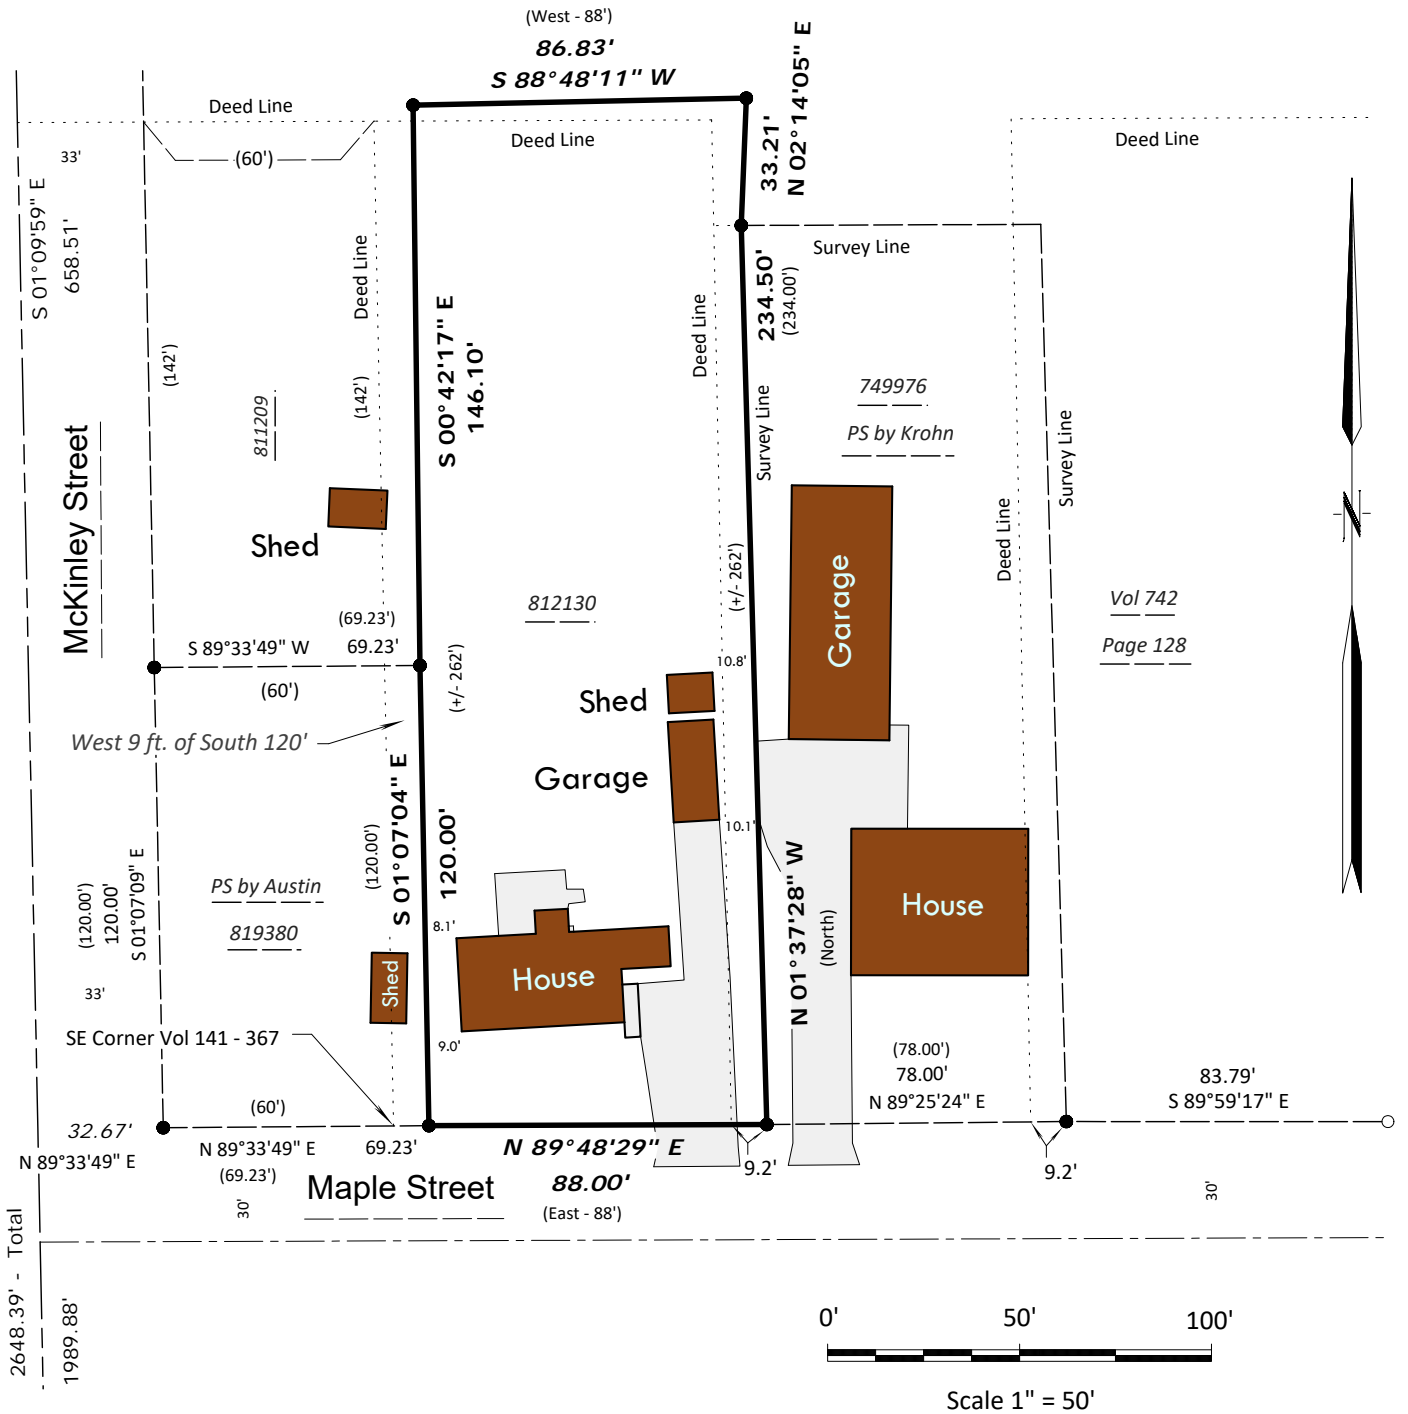 (West - 88')
86.83'
S 88°48'11" W
N 02°14'05" E
33.21'
Deed Line
Deed Line
Deed Line
33'
(60')
S 01°09'59" E
658.51'
Deed Line
Survey Line
234.50'
(234.00')
Deed Line
S 00°42'17" E
146.10'
(142')
(142')
811209
749976
PS by Krohn
Survey Line
Survey Line
McKinley Street
Shed
Deed Line
Garage
(+/- 262')
812130
Vol 742
Page 128
(69.23')
S 89°33'49" W
69.23'
(60')
(+/- 262')
10.8'
Shed
West 9 ft. of South 120'
Garage
10.1'
S 01°07'04" E
120.00'
(120.00')
(120.00')
120.00'
S 01°07'09" E
PS by Austin
819380
8.1'
House
House
N 01°37'28" W
(North)
Shed
33'
SE Corner Vol 141 - 367
9.0'
(78.00')
78.00'
N 89°25'24" E
83.79'
S 89°59'17" E
(60')
32.67'
N 89°33'49" E
N 89°33'49" E
69.23'
(69.23')
30'
N 89°48'29" E
88.00'
(East - 88')
9.2'
9.2'
30'
Maple Street
2648.39' - Total
1989.88'
N
0'
50'
100'
Scale 1" = 50'